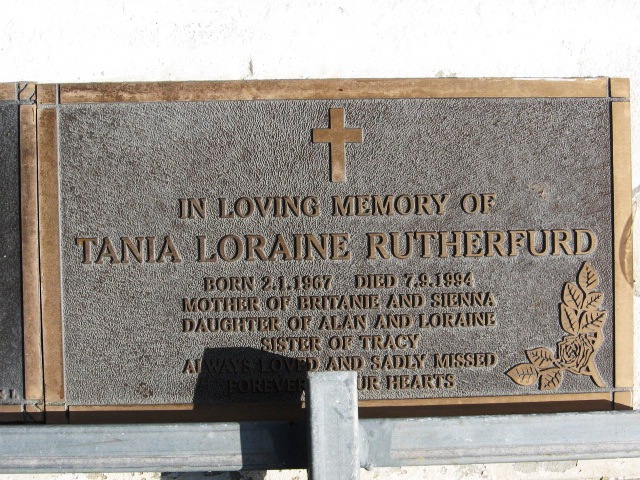 IN LOVING MEMORY OF
TANIA LORAINE RUTHERFURD
BORN 2.1.1967 DIED 7.9.1994
MOTHER OF BRITANIE AND SIENNA
DAUGHTER OF ALAN AND LORAINE
SISTER OF TRACY
ALWAYS LOVED AND SADLY MISSED
FOREVER HEARTS